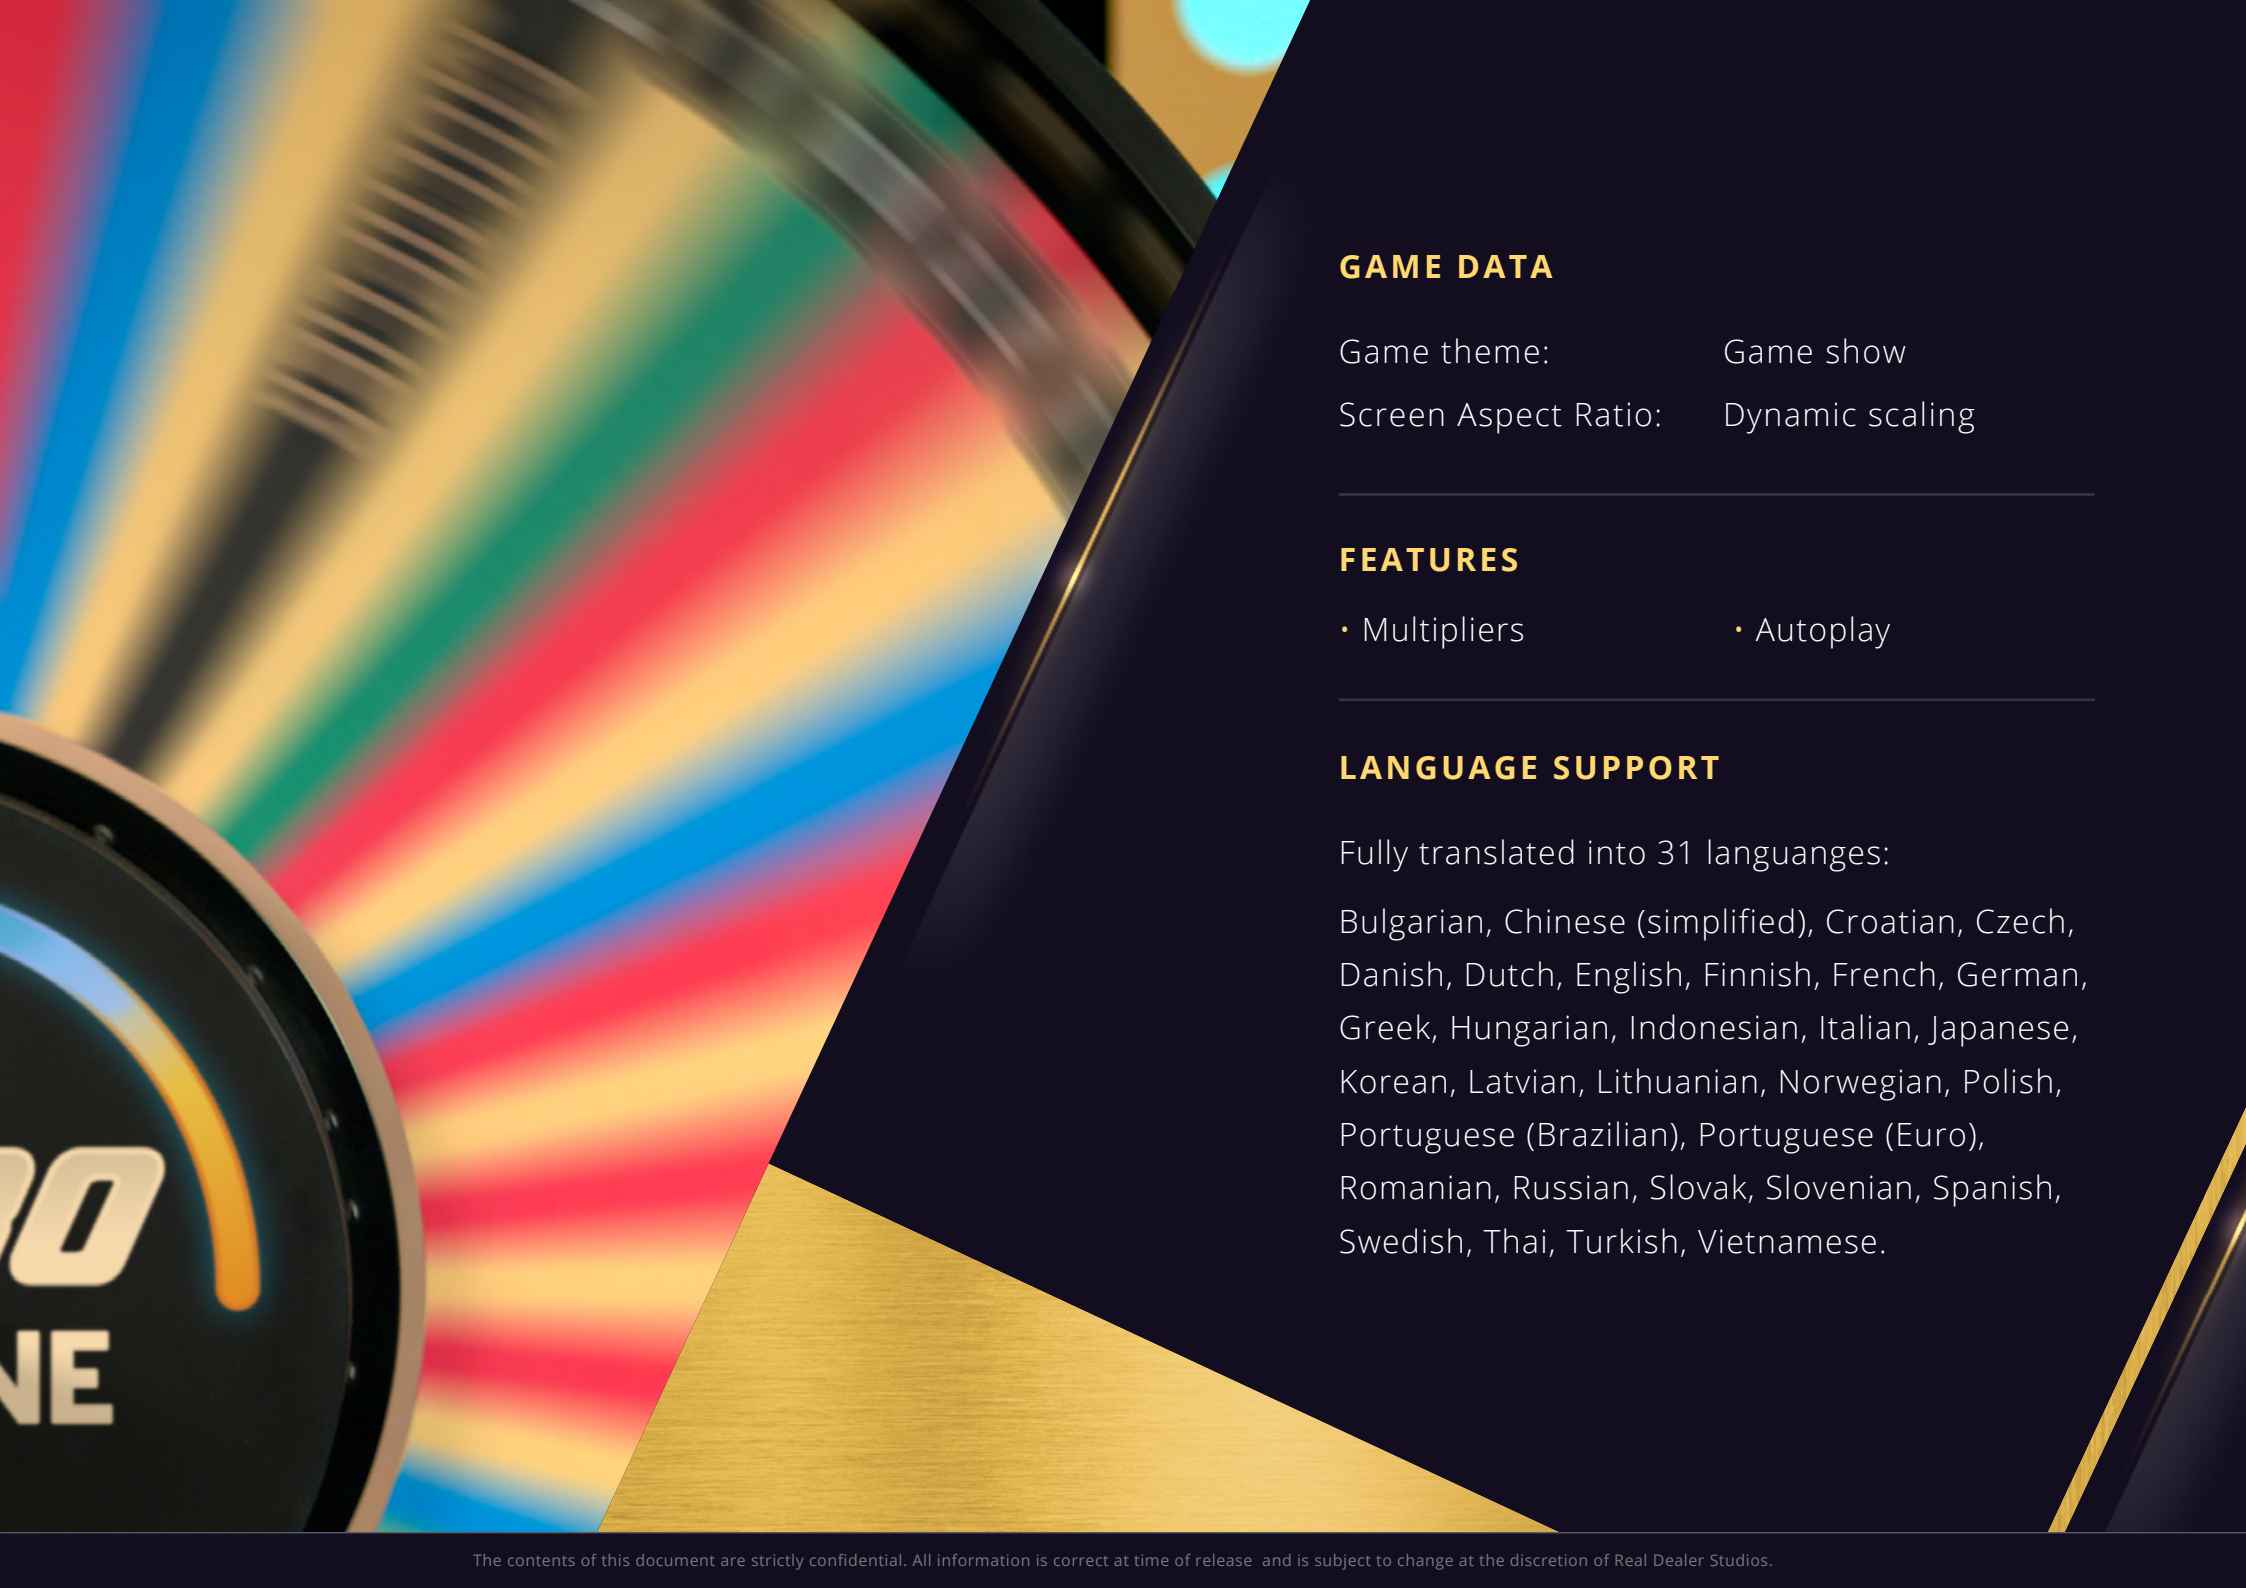 GAME DATA
Game theme: Game show
Screen Aspect Ratio: Dynamic scaling
FEATURES
• Multipliers • Autoplay
LANGUAGE SUPPORT
Fully translated into 31 languanges:
Bulgarian, Chinese (simplified), Croatian, Czech,
Danish, Dutch, English, Finnish, French, German,
Greek, Hungarian, Indonesian, Italian, Japanese,
Korean, Latvian, Lithuanian, Norwegian, Polish,
Portuguese (Brazilian), Portuguese (Euro),
Romanian, Russian, Slovak, Slovenian, Spanish,
Swedish, Thai, Turkish, Vietnamese.
The contents of this document are strictly confidential. All information is correct at time of release and is subject to change at the discretion of Real Dealer Studios.